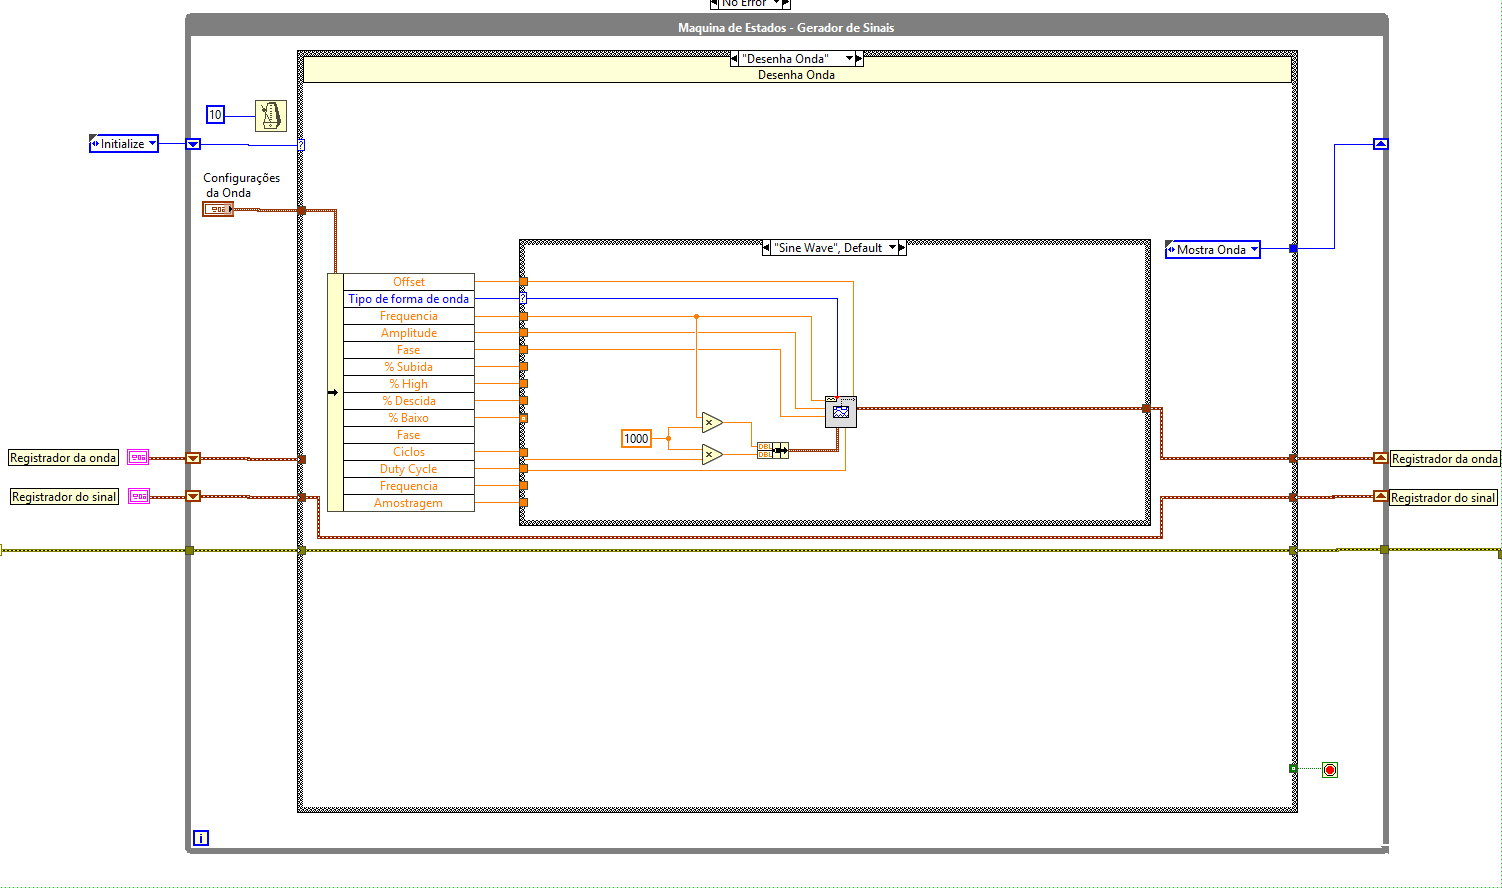 No Error
Maquina de Estados - Gerador de Sinais
"Desenha Onda"
Desenha Onda
10
Initialize
Configurações
da Onda
"Sine Wave", Default
Mostra Onda
Offset
Tipo de forma de onda
Frequencia
Amplitude
Fase
% Subida
% High
% Descida
% Baixo
Fase
Ciclos
Duty Cycle
Frequencia
Amostragem
1000
DBL
DBL
Registrador da onda
Registrador do sinal
Registrador da onda
Registrador do sinal
i